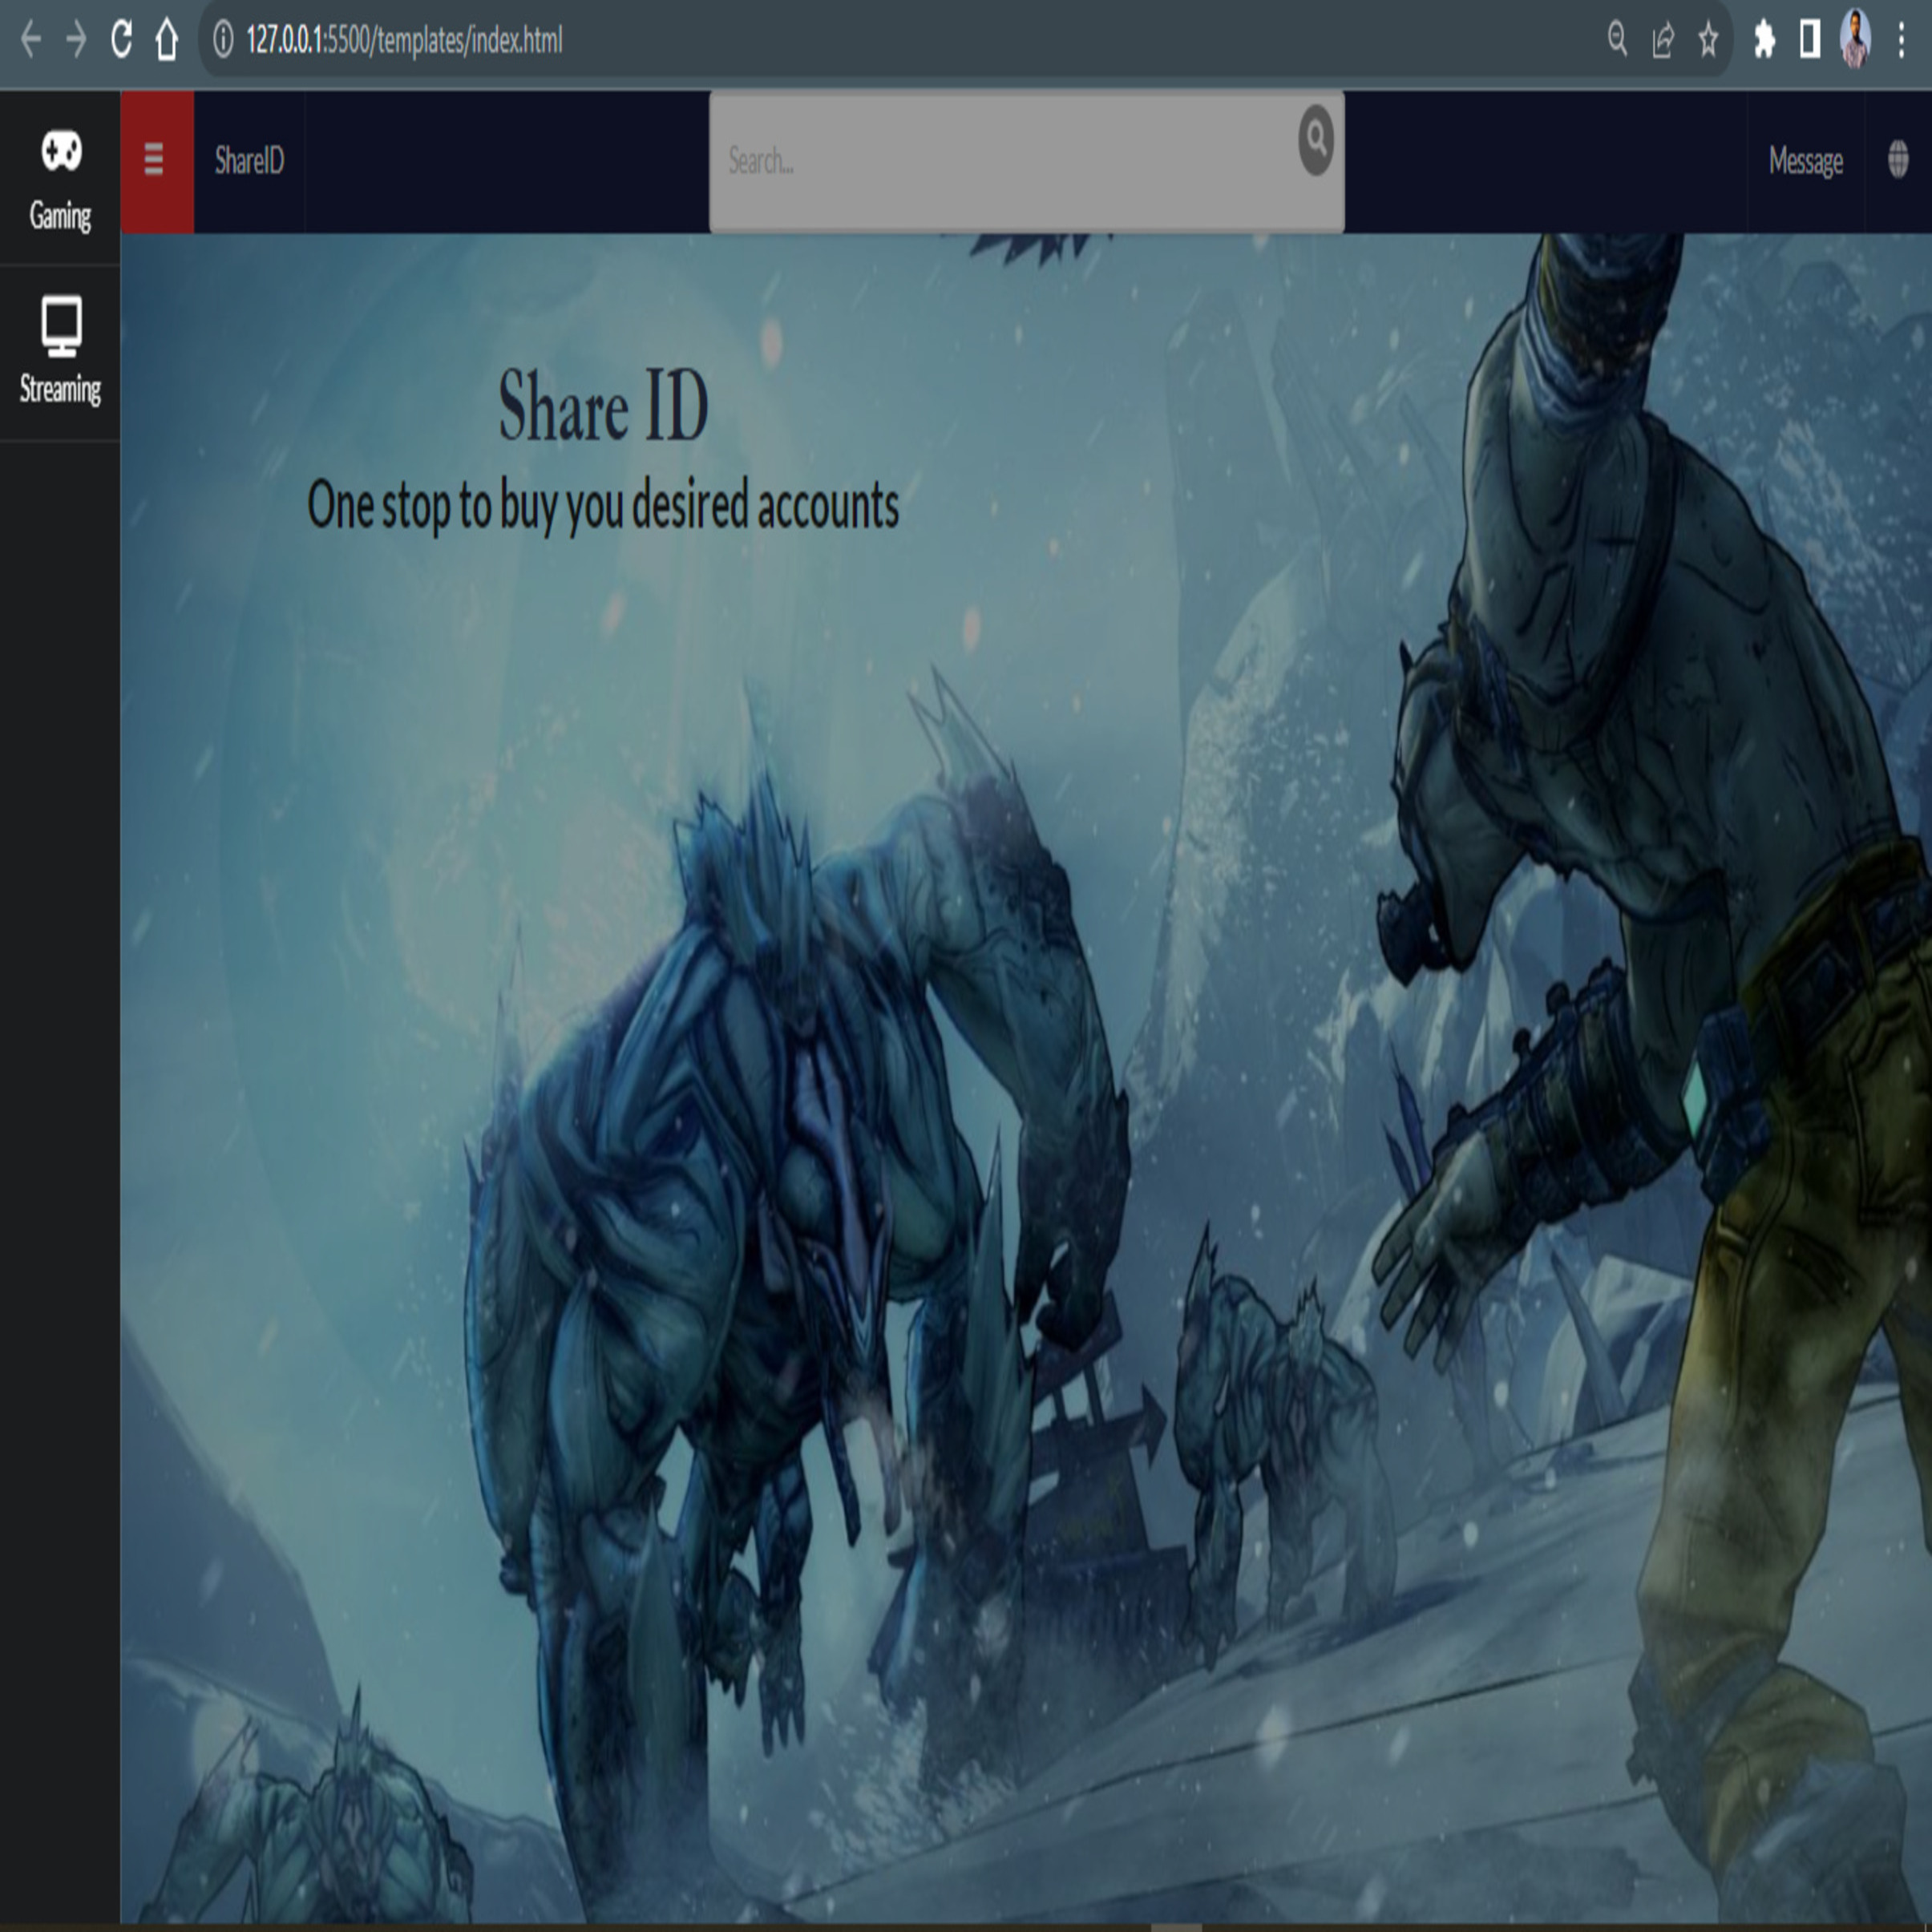 127.0.0.1:5500/templates/index.html
Gaming
Streaming
ShareID
Search...
Message
Share ID
One stop to buy you desired accounts